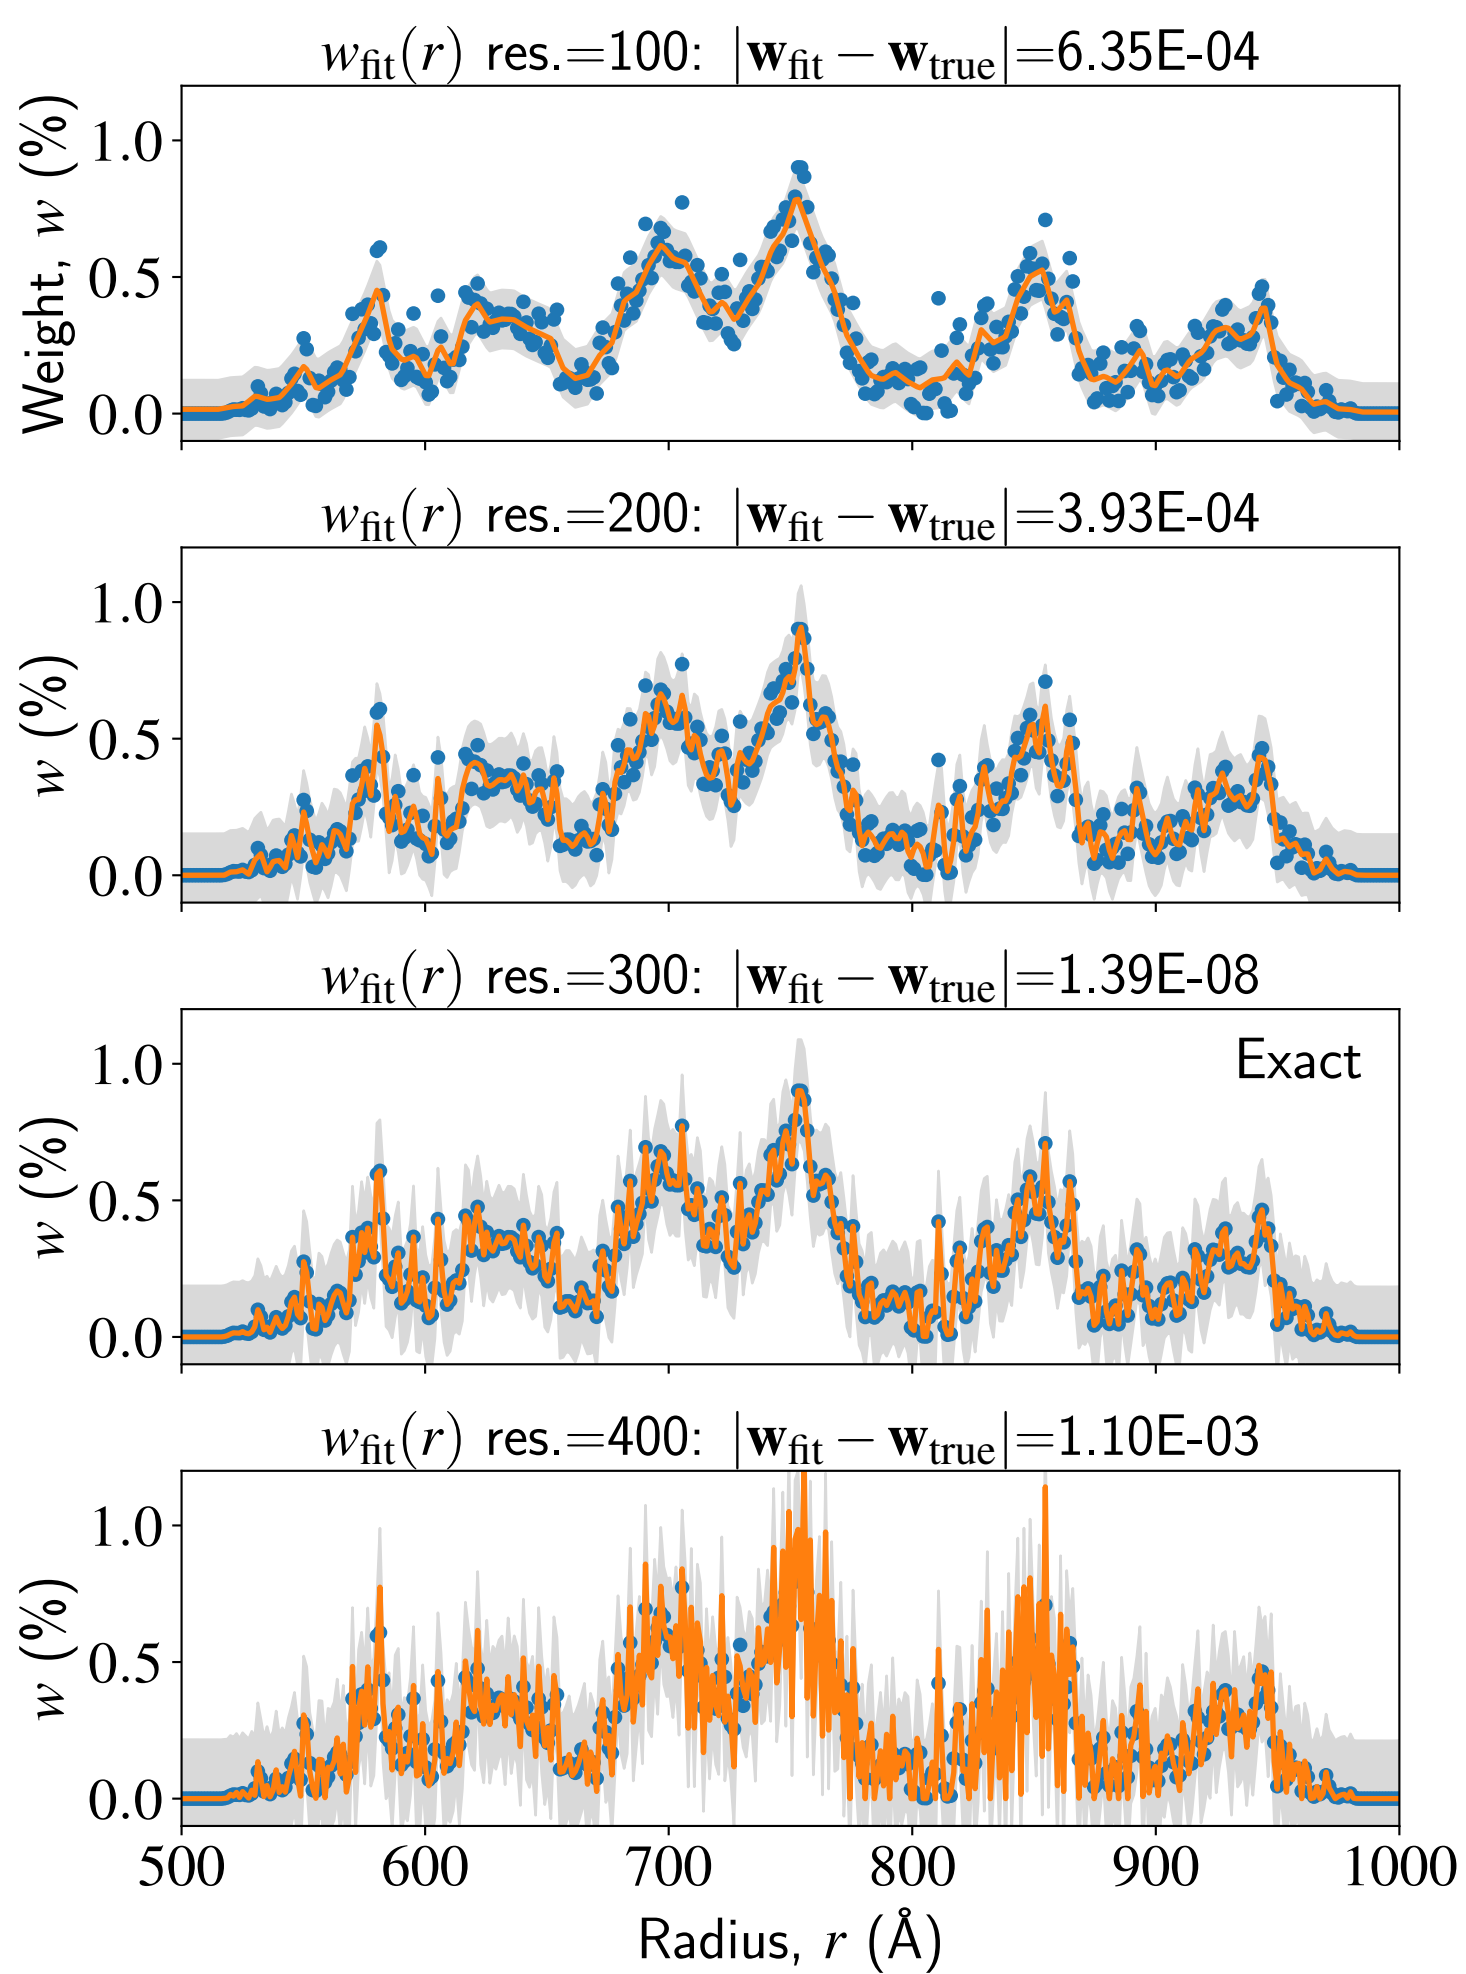 w_fit(r) res.=100: |w_fit − w_true|=6.35E-04
Weight, w (%)
1.0
0.5
0.0
w_fit(r) res.=200: |w_fit − w_true|=3.93E-04
w (%)
1.0
0.5
0.0
w_fit(r) res.=300: |w_fit − w_true|=1.39E-08
w (%)
1.0
0.5
0.0
Exact
w_fit(r) res.=400: |w_fit − w_true|=1.10E-03
w (%)
1.0
0.5
0.0
500 600 700 800 900 1000
Radius, r (Å)